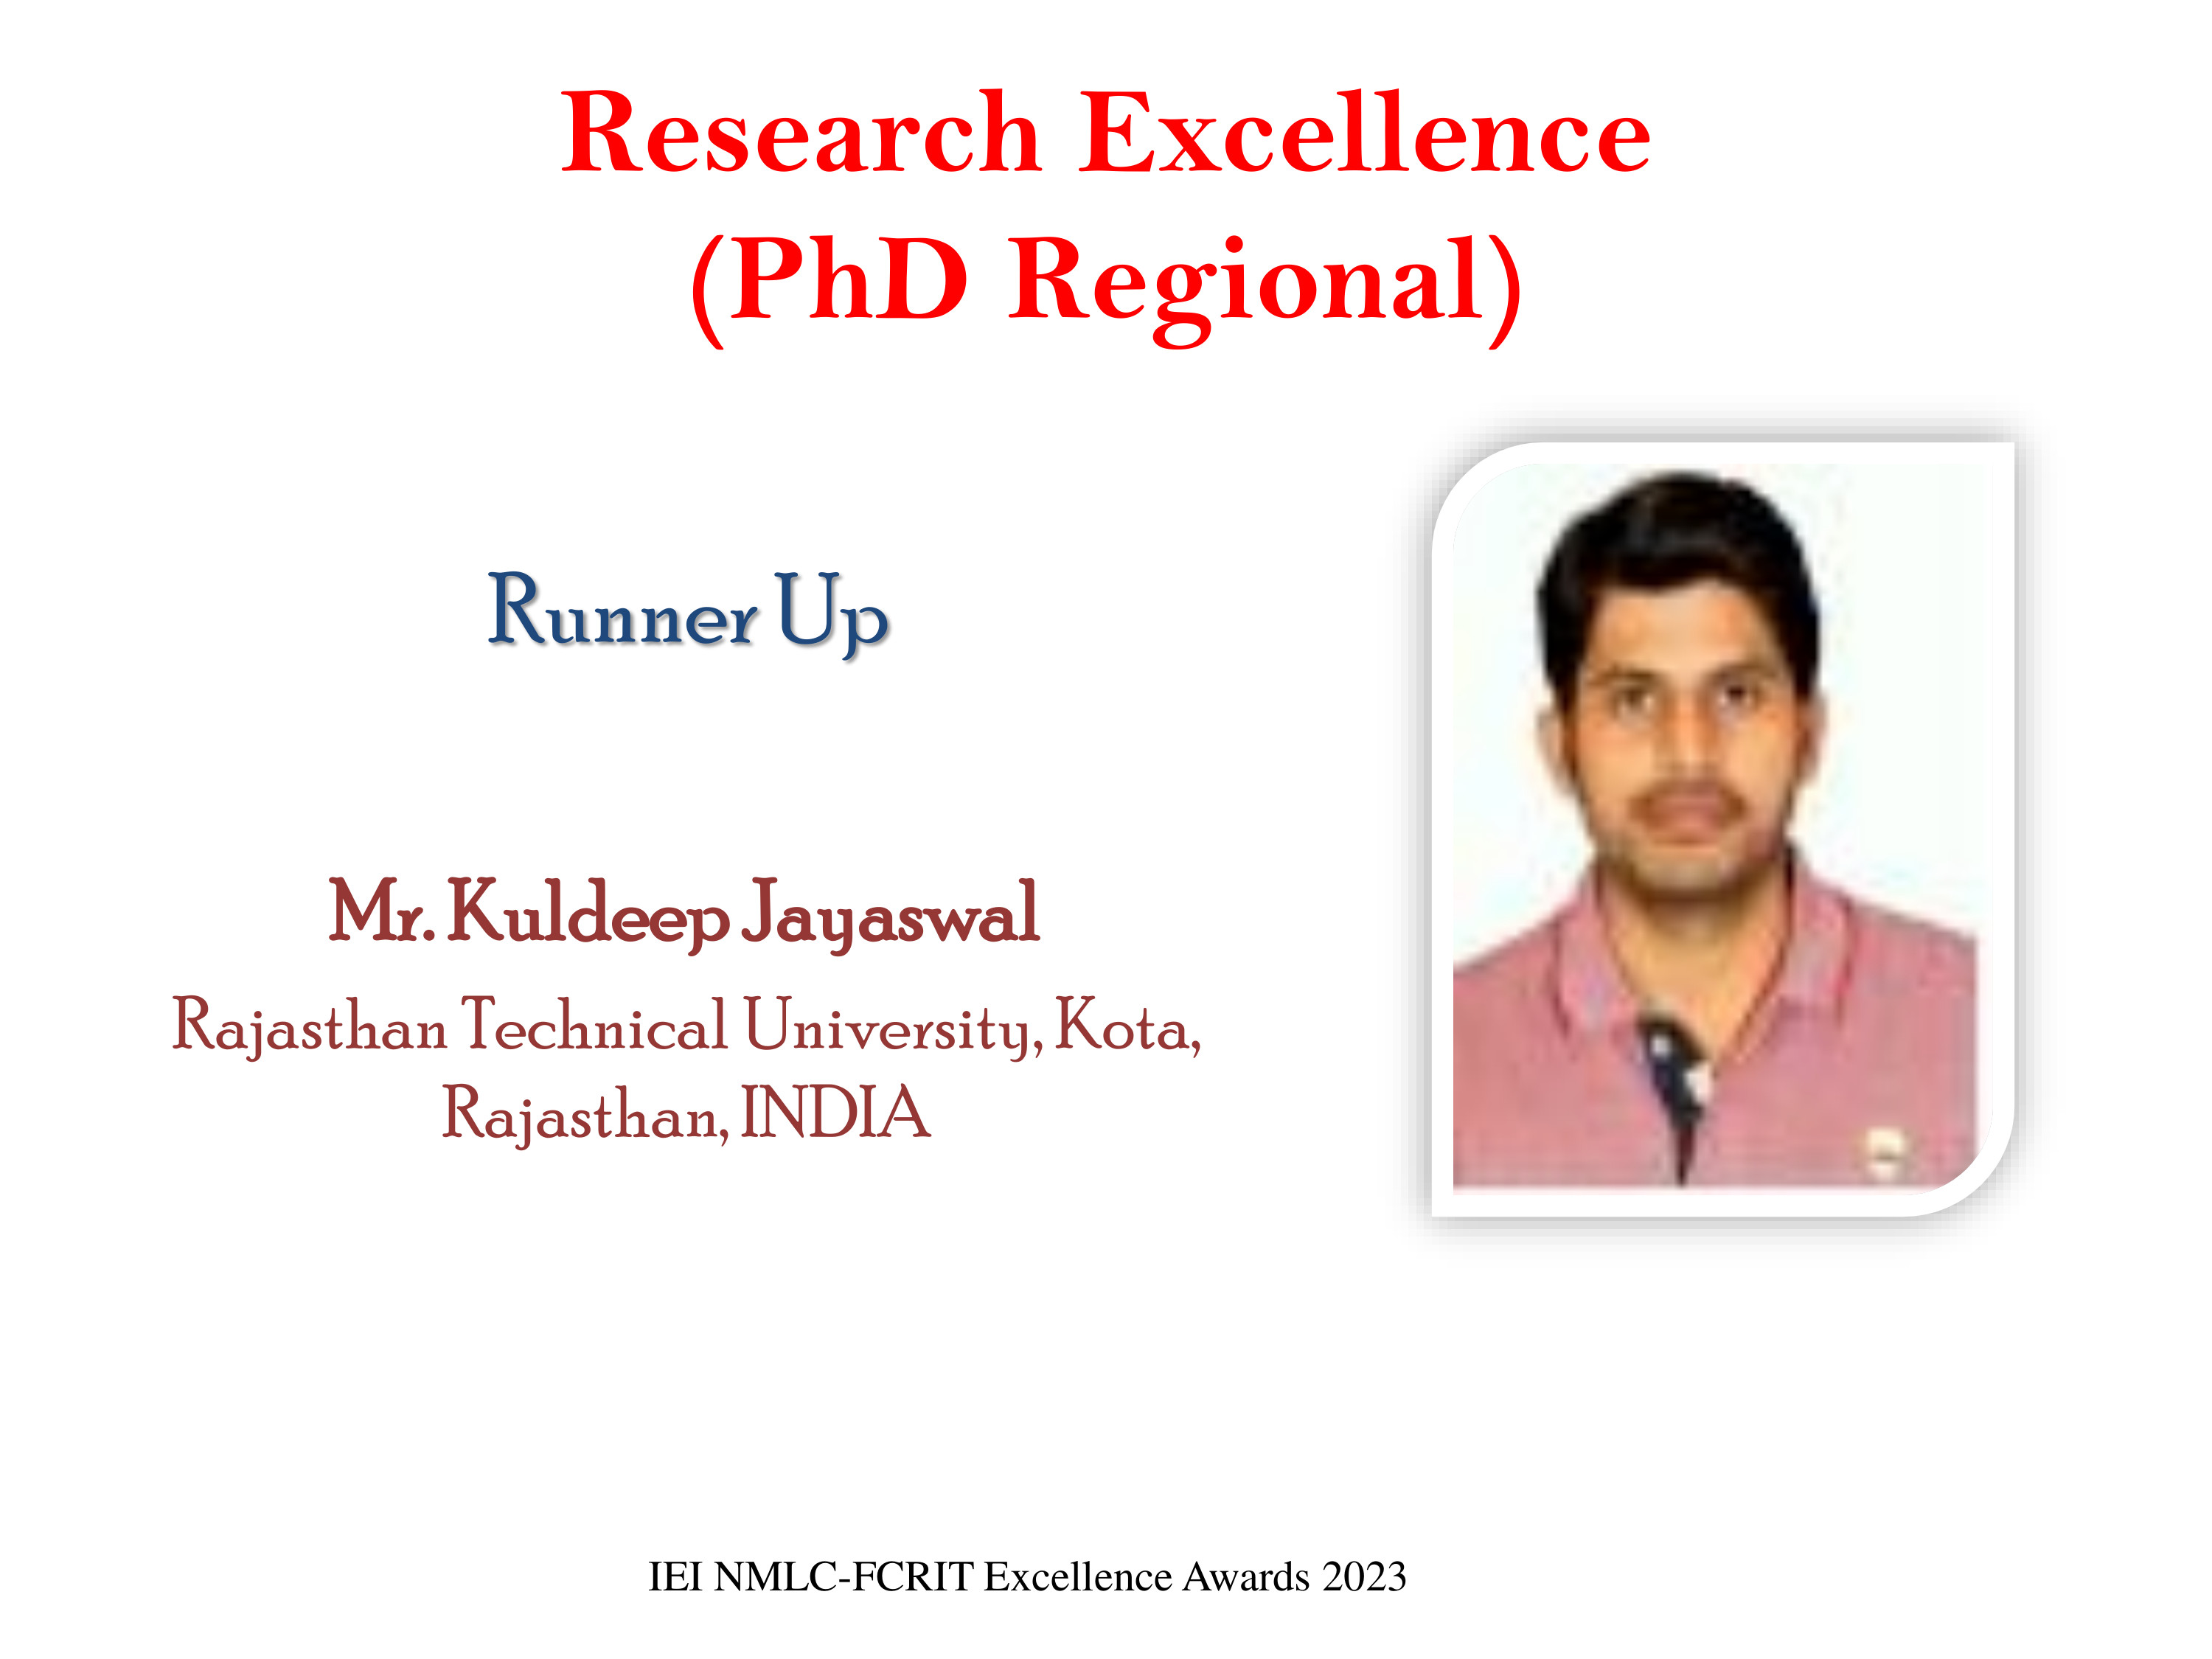 Research Excellence
(PhD Regional)
Runner Up
Mr. Kuldeep Jayaswal
Rajasthan Technical University, Kota,
Rajasthan, INDIA
IEI NMLC-FCRIT Excellence Awards 2023